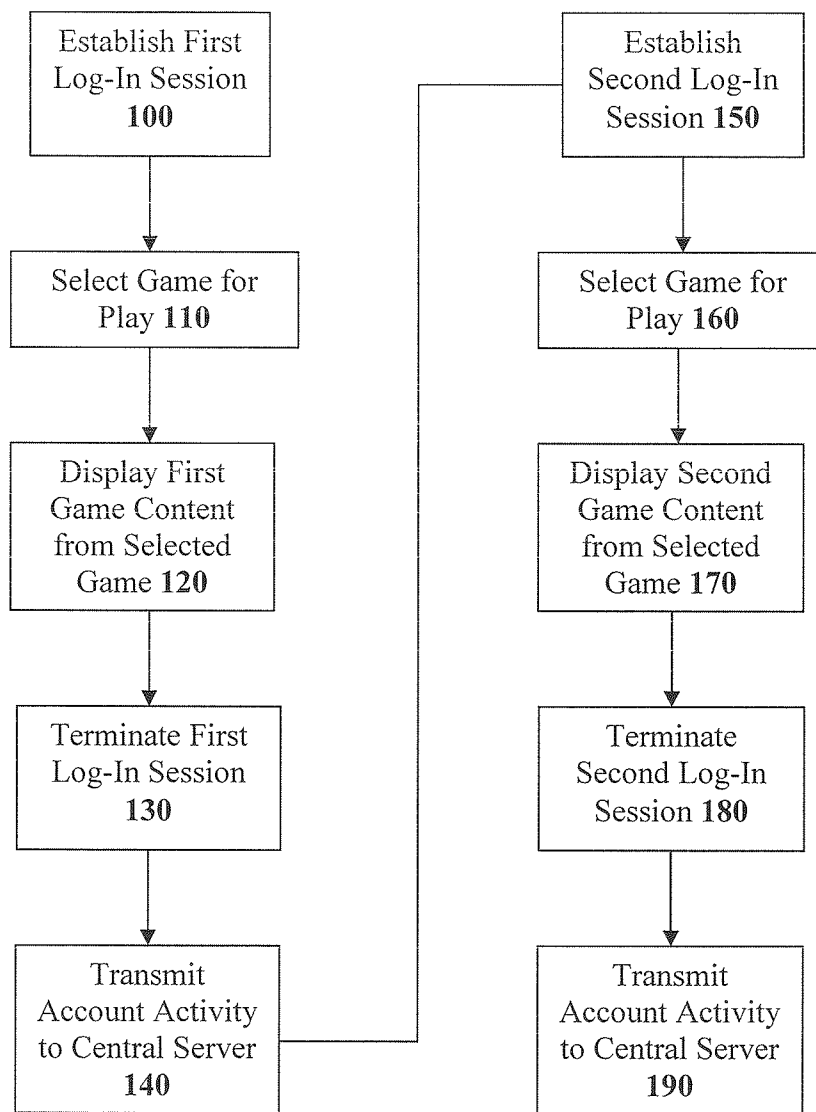 Establish First
Log-In Session
100
Select Game for
Play 110
Display First
Game Content
from Selected
Game 120
Terminate First
Log-In Session
130
Transmit
Account Activity
to Central Server
140
Establish
Second Log-In
Session 150
Select Game for
Play 160
Display Second
Game Content
from Selected
Game 170
Terminate
Second Log-In
Session 180
Transmit
Account Activity
to Central Server
190